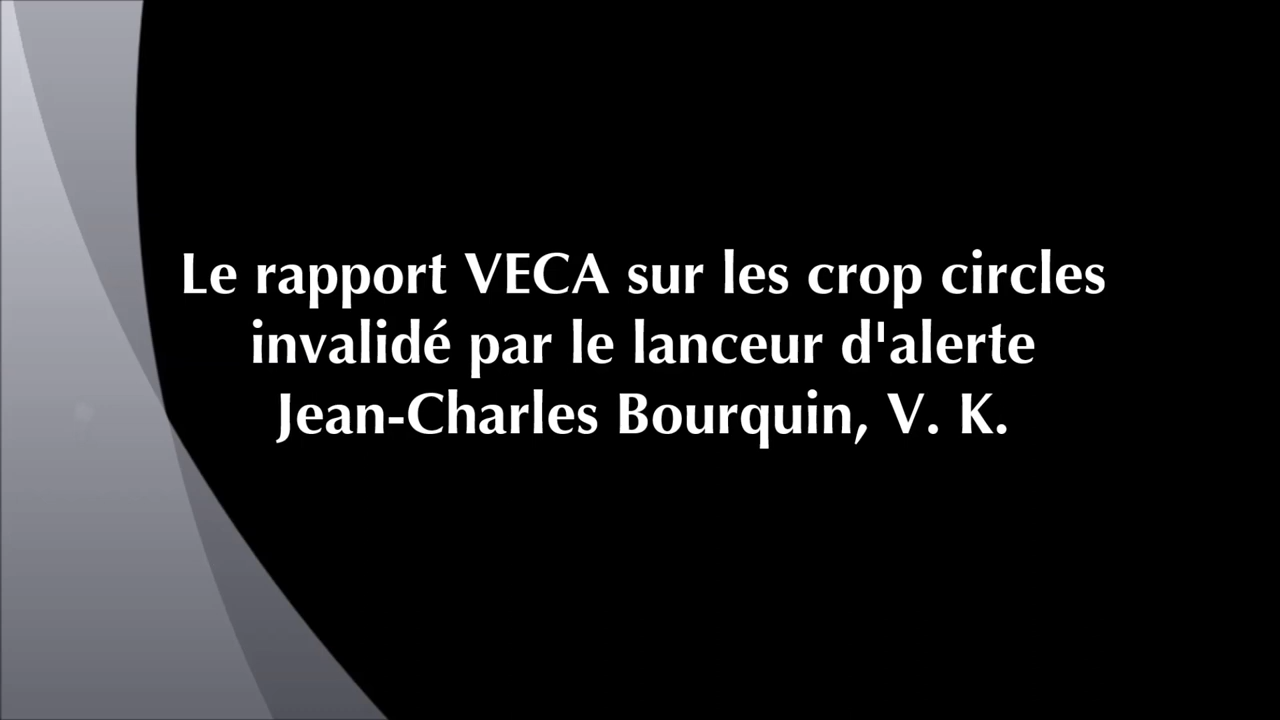 Le rapport VECA sur les crop circles
invalidé par le lanceur d'alerte
Jean-Charles Bourquin, V. K.